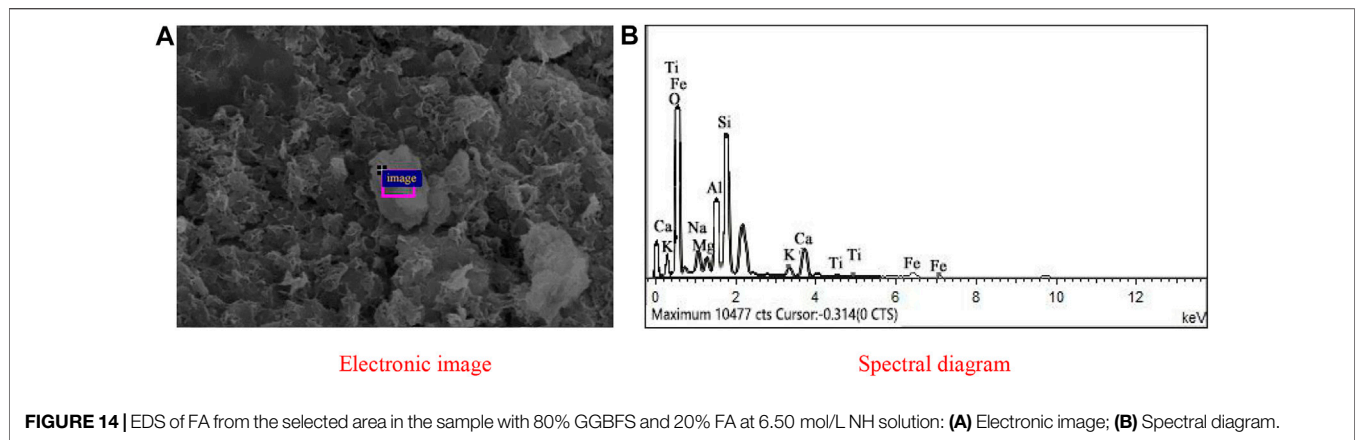 A
image
B
Ti
Fe
O
Si
Al
Ca
K
Na
Mg
K
Ca
Ti
Ti
Fe
Fe
0 2 4 6 8 10 12
Maximum 10477 cts Cursor:-0.314(0 CTS)
keV
Electronic image
Spectral diagram
FIGURE 14 | EDS of FA from the selected area in the sample with 80% GGBFS and 20% FA at 6.50 mol/L NH solution: (A) Electronic image; (B) Spectral diagram.